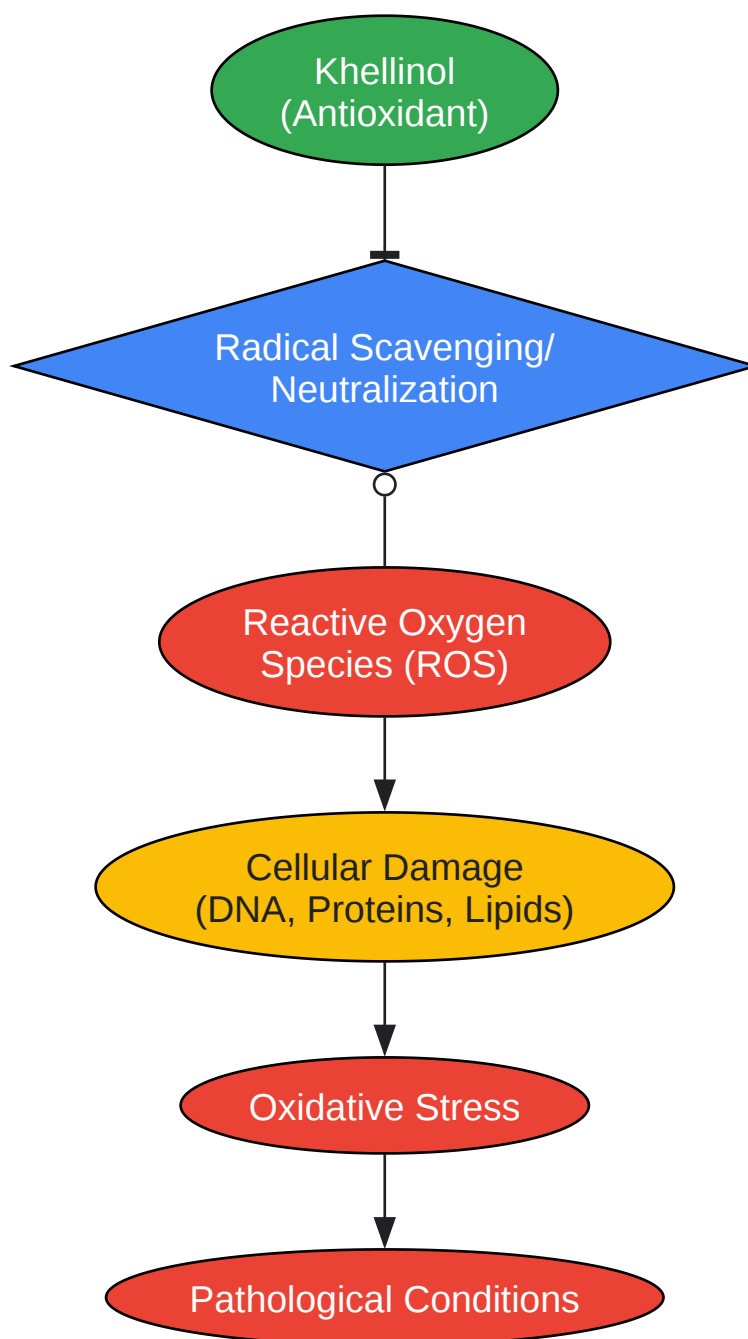 Khellinol
(Antioxidant)
Radical Scavenging/
Neutralization
Reactive Oxygen
Species (ROS)
Cellular Damage
(DNA, Proteins, Lipids)
Oxidative Stress
Pathological Conditions